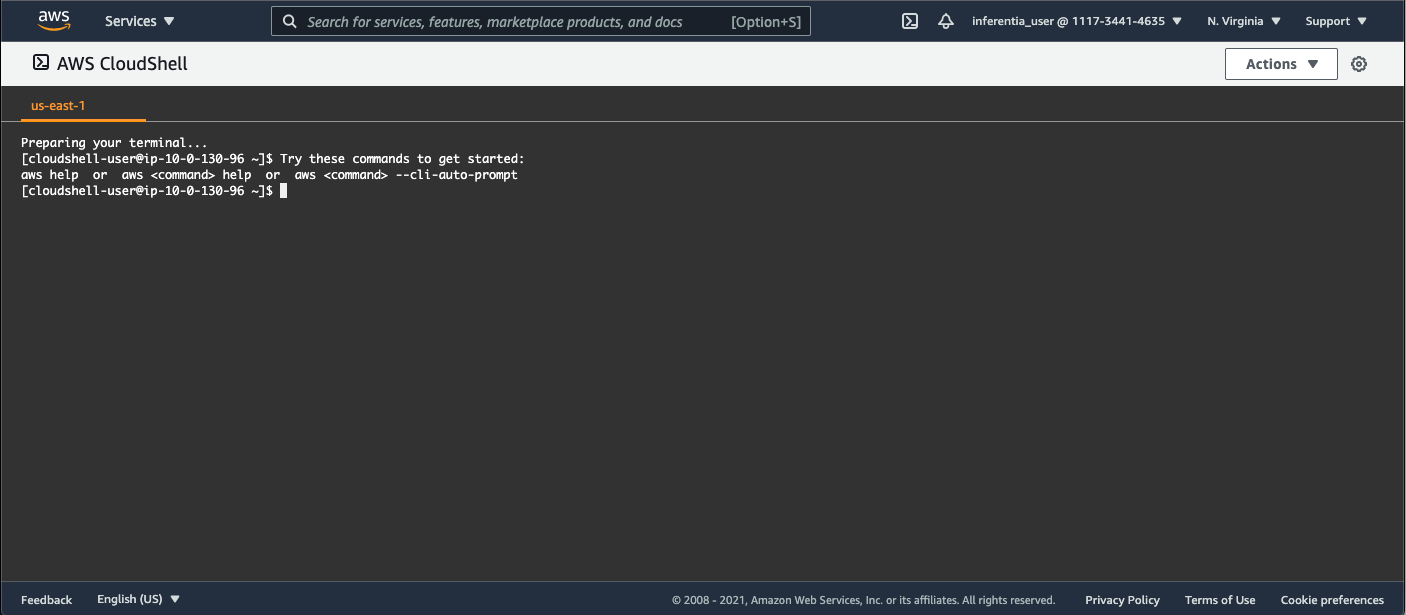 aws
Services
Search for services, features, marketplace products, and docs [Option+S]
inferentia_user @ 1117-3441-4635
N. Virginia
Support
AWS CloudShell
Actions
us-east-1
Preparing your terminal...
[cloudshell-user@ip-10-0-130-96 ~]$ Try these commands to get started:
aws help  or  aws <command> help  or  aws <command> --cli-auto-prompt
[cloudshell-user@ip-10-0-130-96 ~]$
Feedback
English (US)
© 2008 - 2021, Amazon Web Services, Inc. or its affiliates. All rights reserved.
Privacy Policy
Terms of Use
Cookie preferences